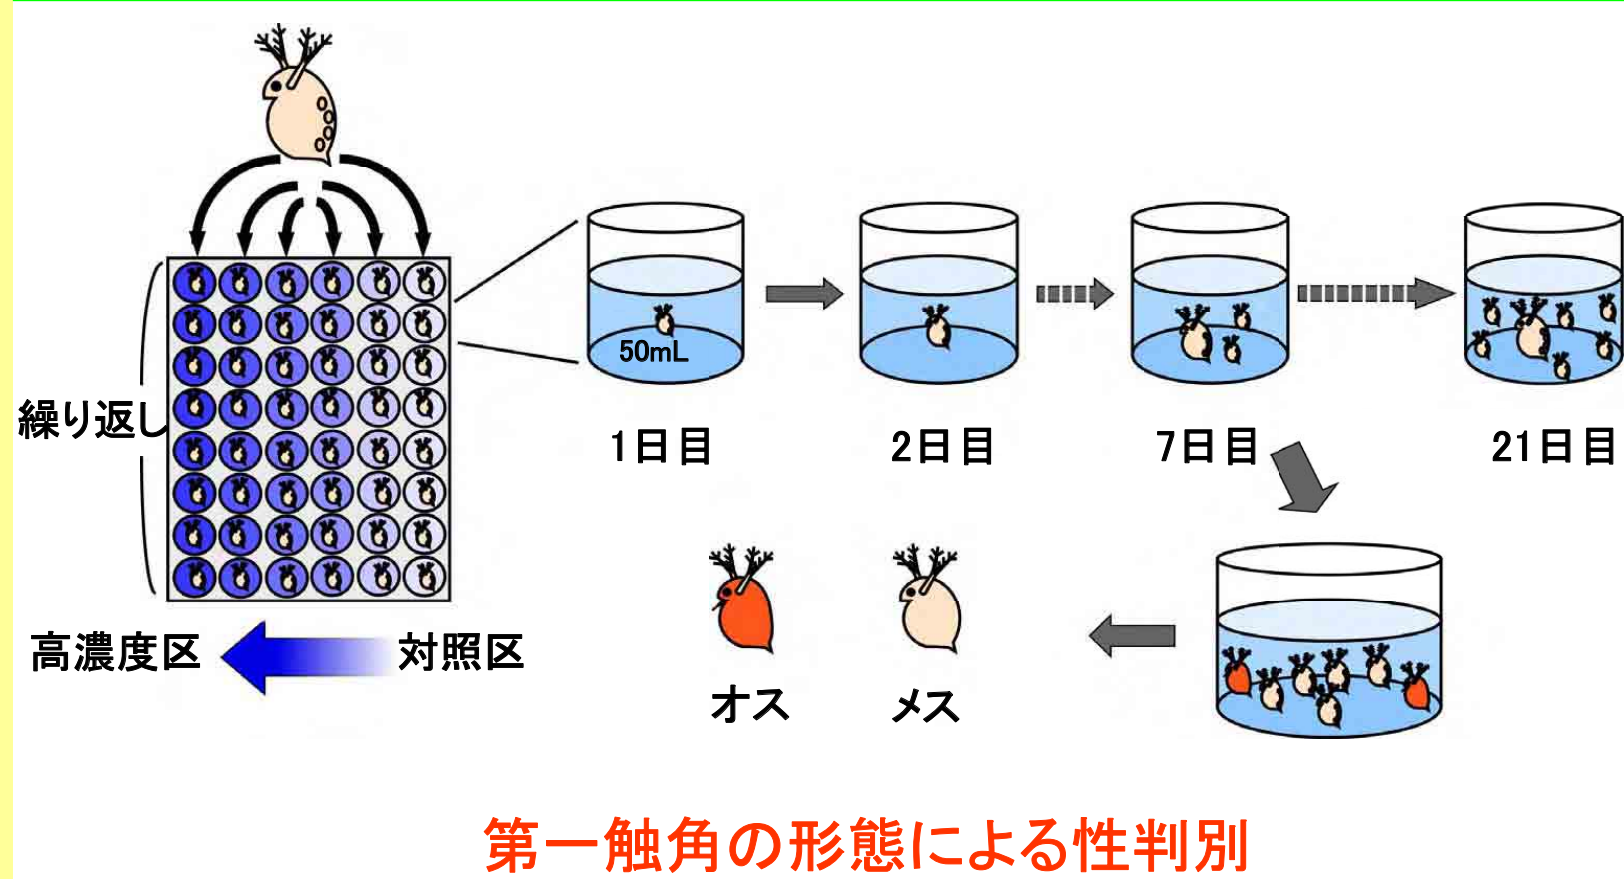 50mL
繰り返し
1日目
2日目
7日目
21日目
高濃度区
対照区
オス
メス
第一触角の形態による性判別